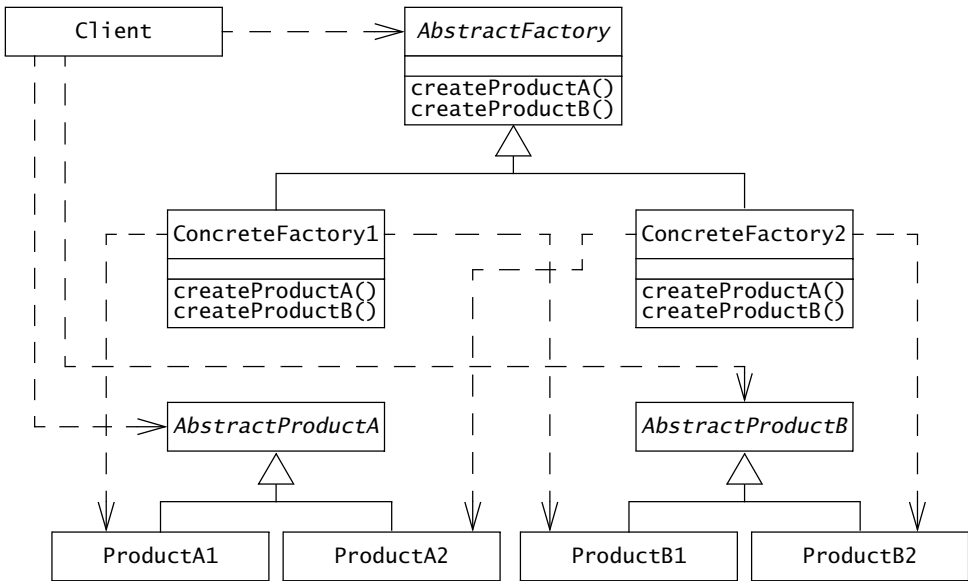 Client
AbstractFactory
createProductA()
createProductB()
ConcreteFactory1
createProductA()
createProductB()
ConcreteFactory2
createProductA()
createProductB()
AbstractProductA
AbstractProductB
ProductA1
ProductA2
ProductB1
ProductB2